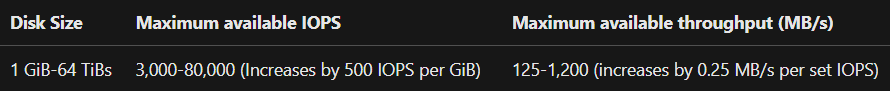 Disk Size Maximum available IOPS Maximum available throughput (MB/s)
1 GiB-64 TiBs 3,000-80,000 (Increases by 500 IOPS per GiB) 125-1,200 (increases by 0.25 MB/s per set IOPS)